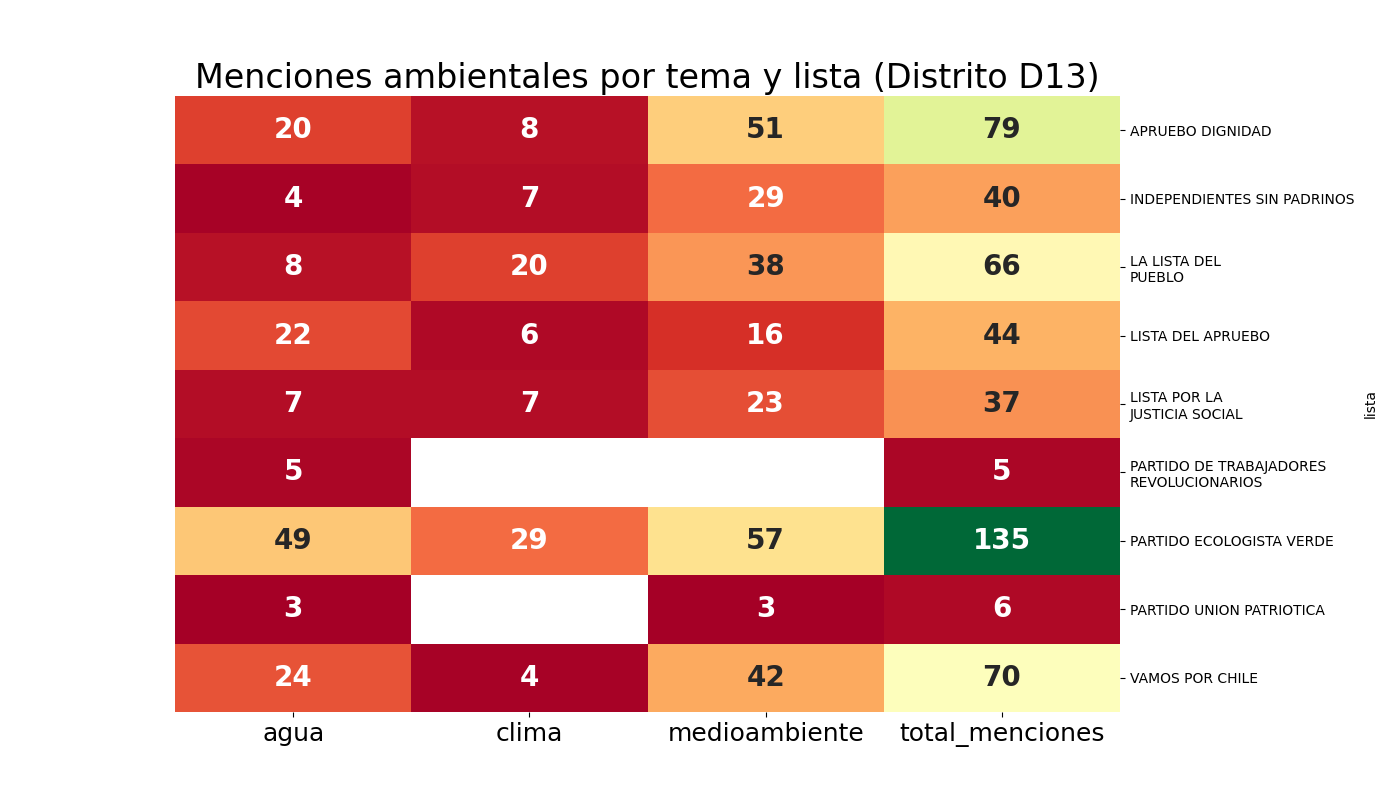 Menciones ambientales por tema y lista (Distrito D13)
20 8 51 79 APRUEBO DIGNIDAD
4 7 29 40 INDEPENDIENTES SIN PADRINOS
8 20 38 66 LA LISTA DEL
PUEBLO
22 6 16 44 LISTA DEL APRUEBO
7 7 23 37 LISTA POR LA
JUSTICIA SOCIAL
5 5 PARTIDO DE TRABAJADORES
REVOLUCIONARIOS
49 29 57 135 PARTIDO ECOLOGISTA VERDE
3 3 6 PARTIDO UNION PATRIOTICA
24 4 42 70 VAMOS POR CHILE
agua clima medioambiente total_menciones
lista